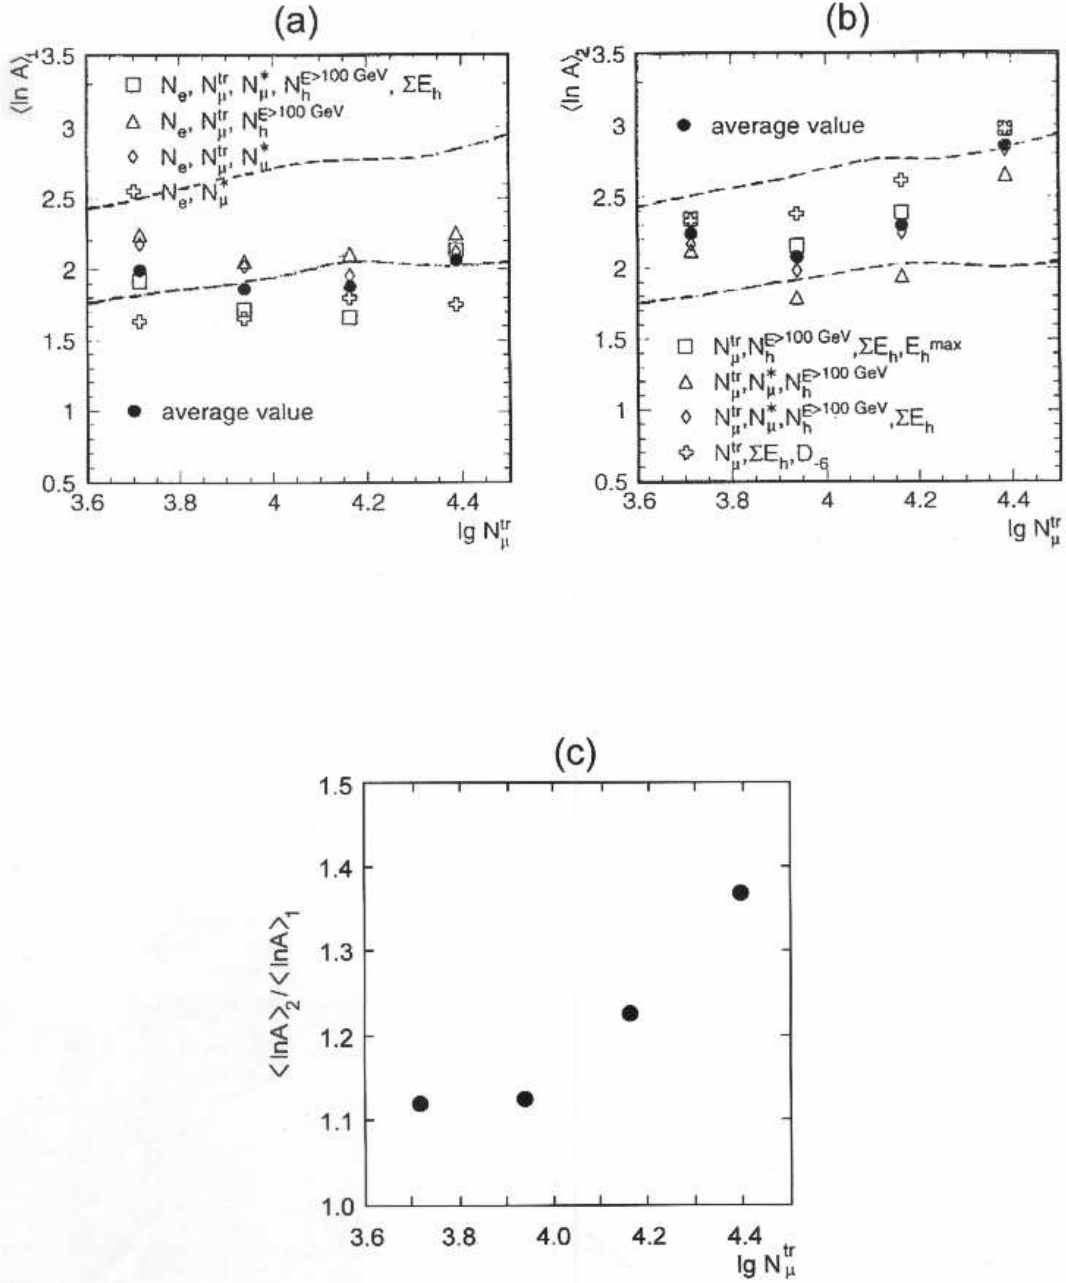 (a)
⟨ln A⟩₁
3.5
3
2.5
2
1.5
1
0.5
N_e, N_μ^tr, N_μ^*, N_h^E>100 GeV, ΣE_h
N_e, N_μ^tr, N_h^E>100 GeV
N_e, N_μ^tr, N_μ^*
N_e, N_μ^*
average value
3.6 3.8 4 4.2 4.4
lg N_μ^tr
(b)
⟨ln A⟩₂
3.5
3
2.5
2
1.5
1
0.5
average value
N_μ^tr, N_h^E>100 GeV, ΣE_h, E_h^max
N_μ^tr, N_μ^*, N_h^E>100 GeV
N_μ^tr, N_μ^*, N_h^E>100 GeV, ΣE_h
N_μ^tr, ΣE_h, D_-6
3.6 3.8 4 4.2 4.4
lg N_μ^tr
(c)
<lnA>₂/<lnA>₁
1.5
1.4
1.3
1.2
1.1
1.0
3.6 3.8 4.0 4.2 4.4
lg N_μ^tr